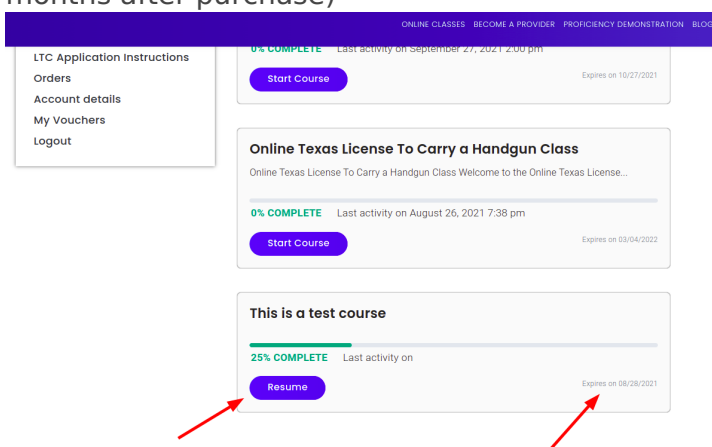 months after purchase)
ONLINE CLASSES BECOME A PROVIDER PROFICIENCY DEMONSTRATION BLOG
LTC Application Instructions
Orders
Account details
My Vouchers
Logout
0% COMPLETE Last activity on September 27, 2021 2:00 pm
Start Course
Expires on 10/27/2021
Online Texas License To Carry a Handgun Class
Online Texas License To Carry a Handgun Class Welcome to the Online Texas License...
0% COMPLETE Last activity on August 26, 2021 7:38 pm
Start Course
Expires on 03/04/2022
This is a test course
25% COMPLETE Last activity on
Resume
Expires on 08/28/2021